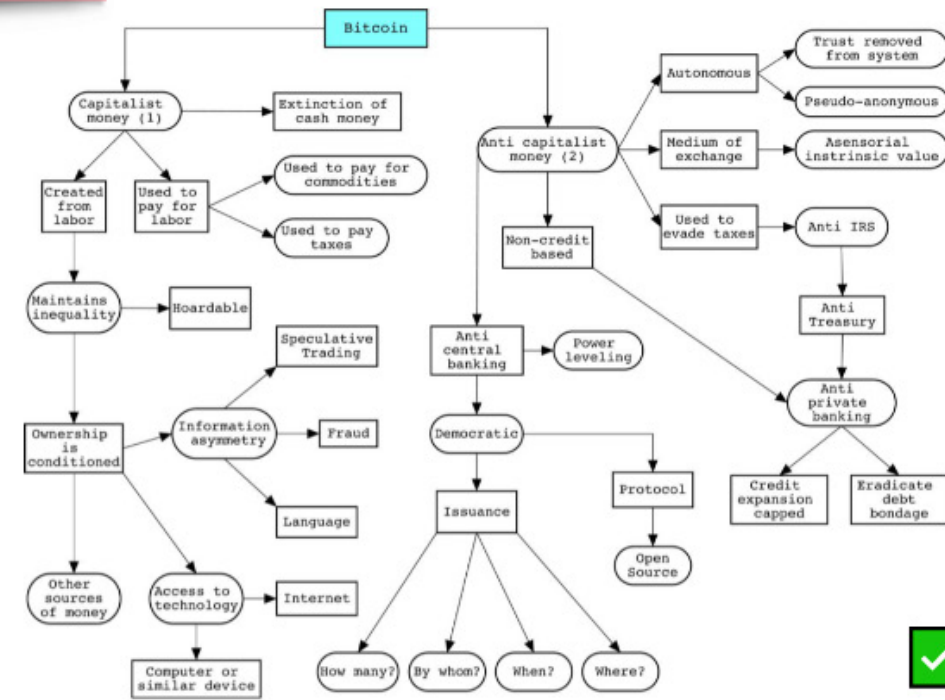 Bitcoin
Capitalist
money (1)
Extinction of
cash money
Created
from
labor
Used to
pay for
labor
Used to pay for
commodities
Used to pay
taxes
Maintains
inequality
Hoardable
Speculative
Trading
Ownership
is
conditioned
Information
asymmetry
Fraud
Language
Other
sources
of money
Access to
technology
Internet
Computer or
similar device
Anti capitalist
money (2)
Autonomous
Trust removed
from system
Pseudo-anonymous
Medium of
exchange
Asensorial
instrinsic value
Used to
evade taxes
Anti IRS
Non-credit
based
Anti
Treasury
Anti
central
banking
Power
leveling
Anti
private
banking
Democratic
Credit
expansion
capped
Eradicate
debt
bondage
Issuance
Protocol
Open
Source
How many?
By whom?
When?
Where?